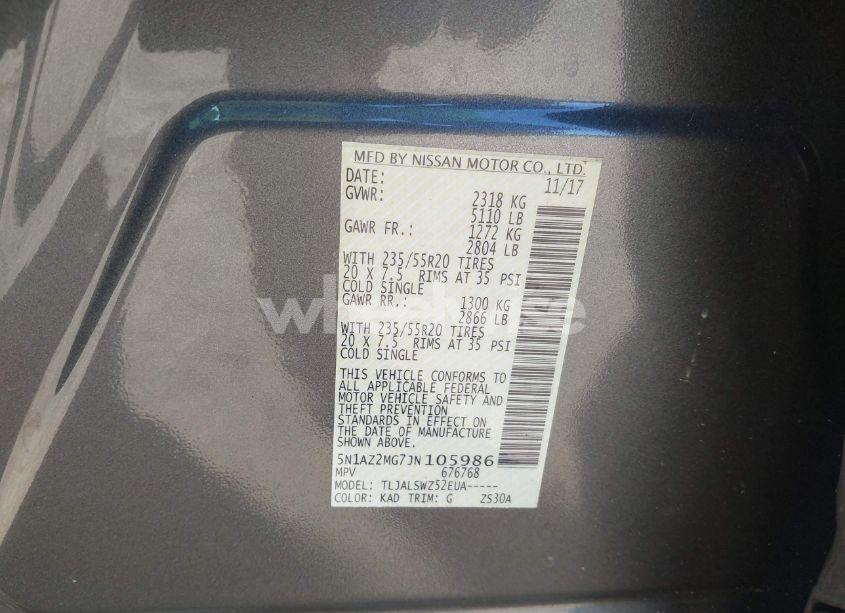 MFD BY NISSAN MOTOR CO., LTD.
DATE: 11/17
GVWR: 2318 KG
5110 LB
GAWR FR.: 1272 KG
2804 LB
WITH 235/55R20 TIRES
20 X 7.5 RIMS AT 35 PSI
COLD SINGLE
GAWR RR.: 1300 KG
2866 LB
WITH 235/55R20 TIRES
20 X 7.5 RIMS AT 35 PSI
COLD SINGLE
THIS VEHICLE CONFORMS TO
ALL APPLICABLE FEDERAL
MOTOR VEHICLE SAFETY AND
THEFT PREVENTION
STANDARDS IN EFFECT ON
THE DATE OF MANUFACTURE
SHOWN ABOVE.
5N1AZ2MG7JN105986
MPV 676768
MODEL: TLJALSWZ52EUA-----
COLOR: KAD TRIM: G ZS30A